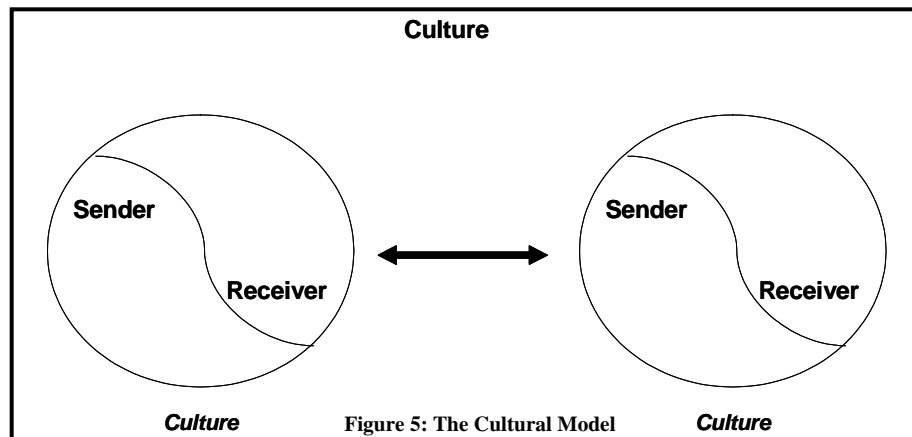 Culture
Sender Sender
Receiver Receiver
Culture Figure 5: The Cultural Model Culture